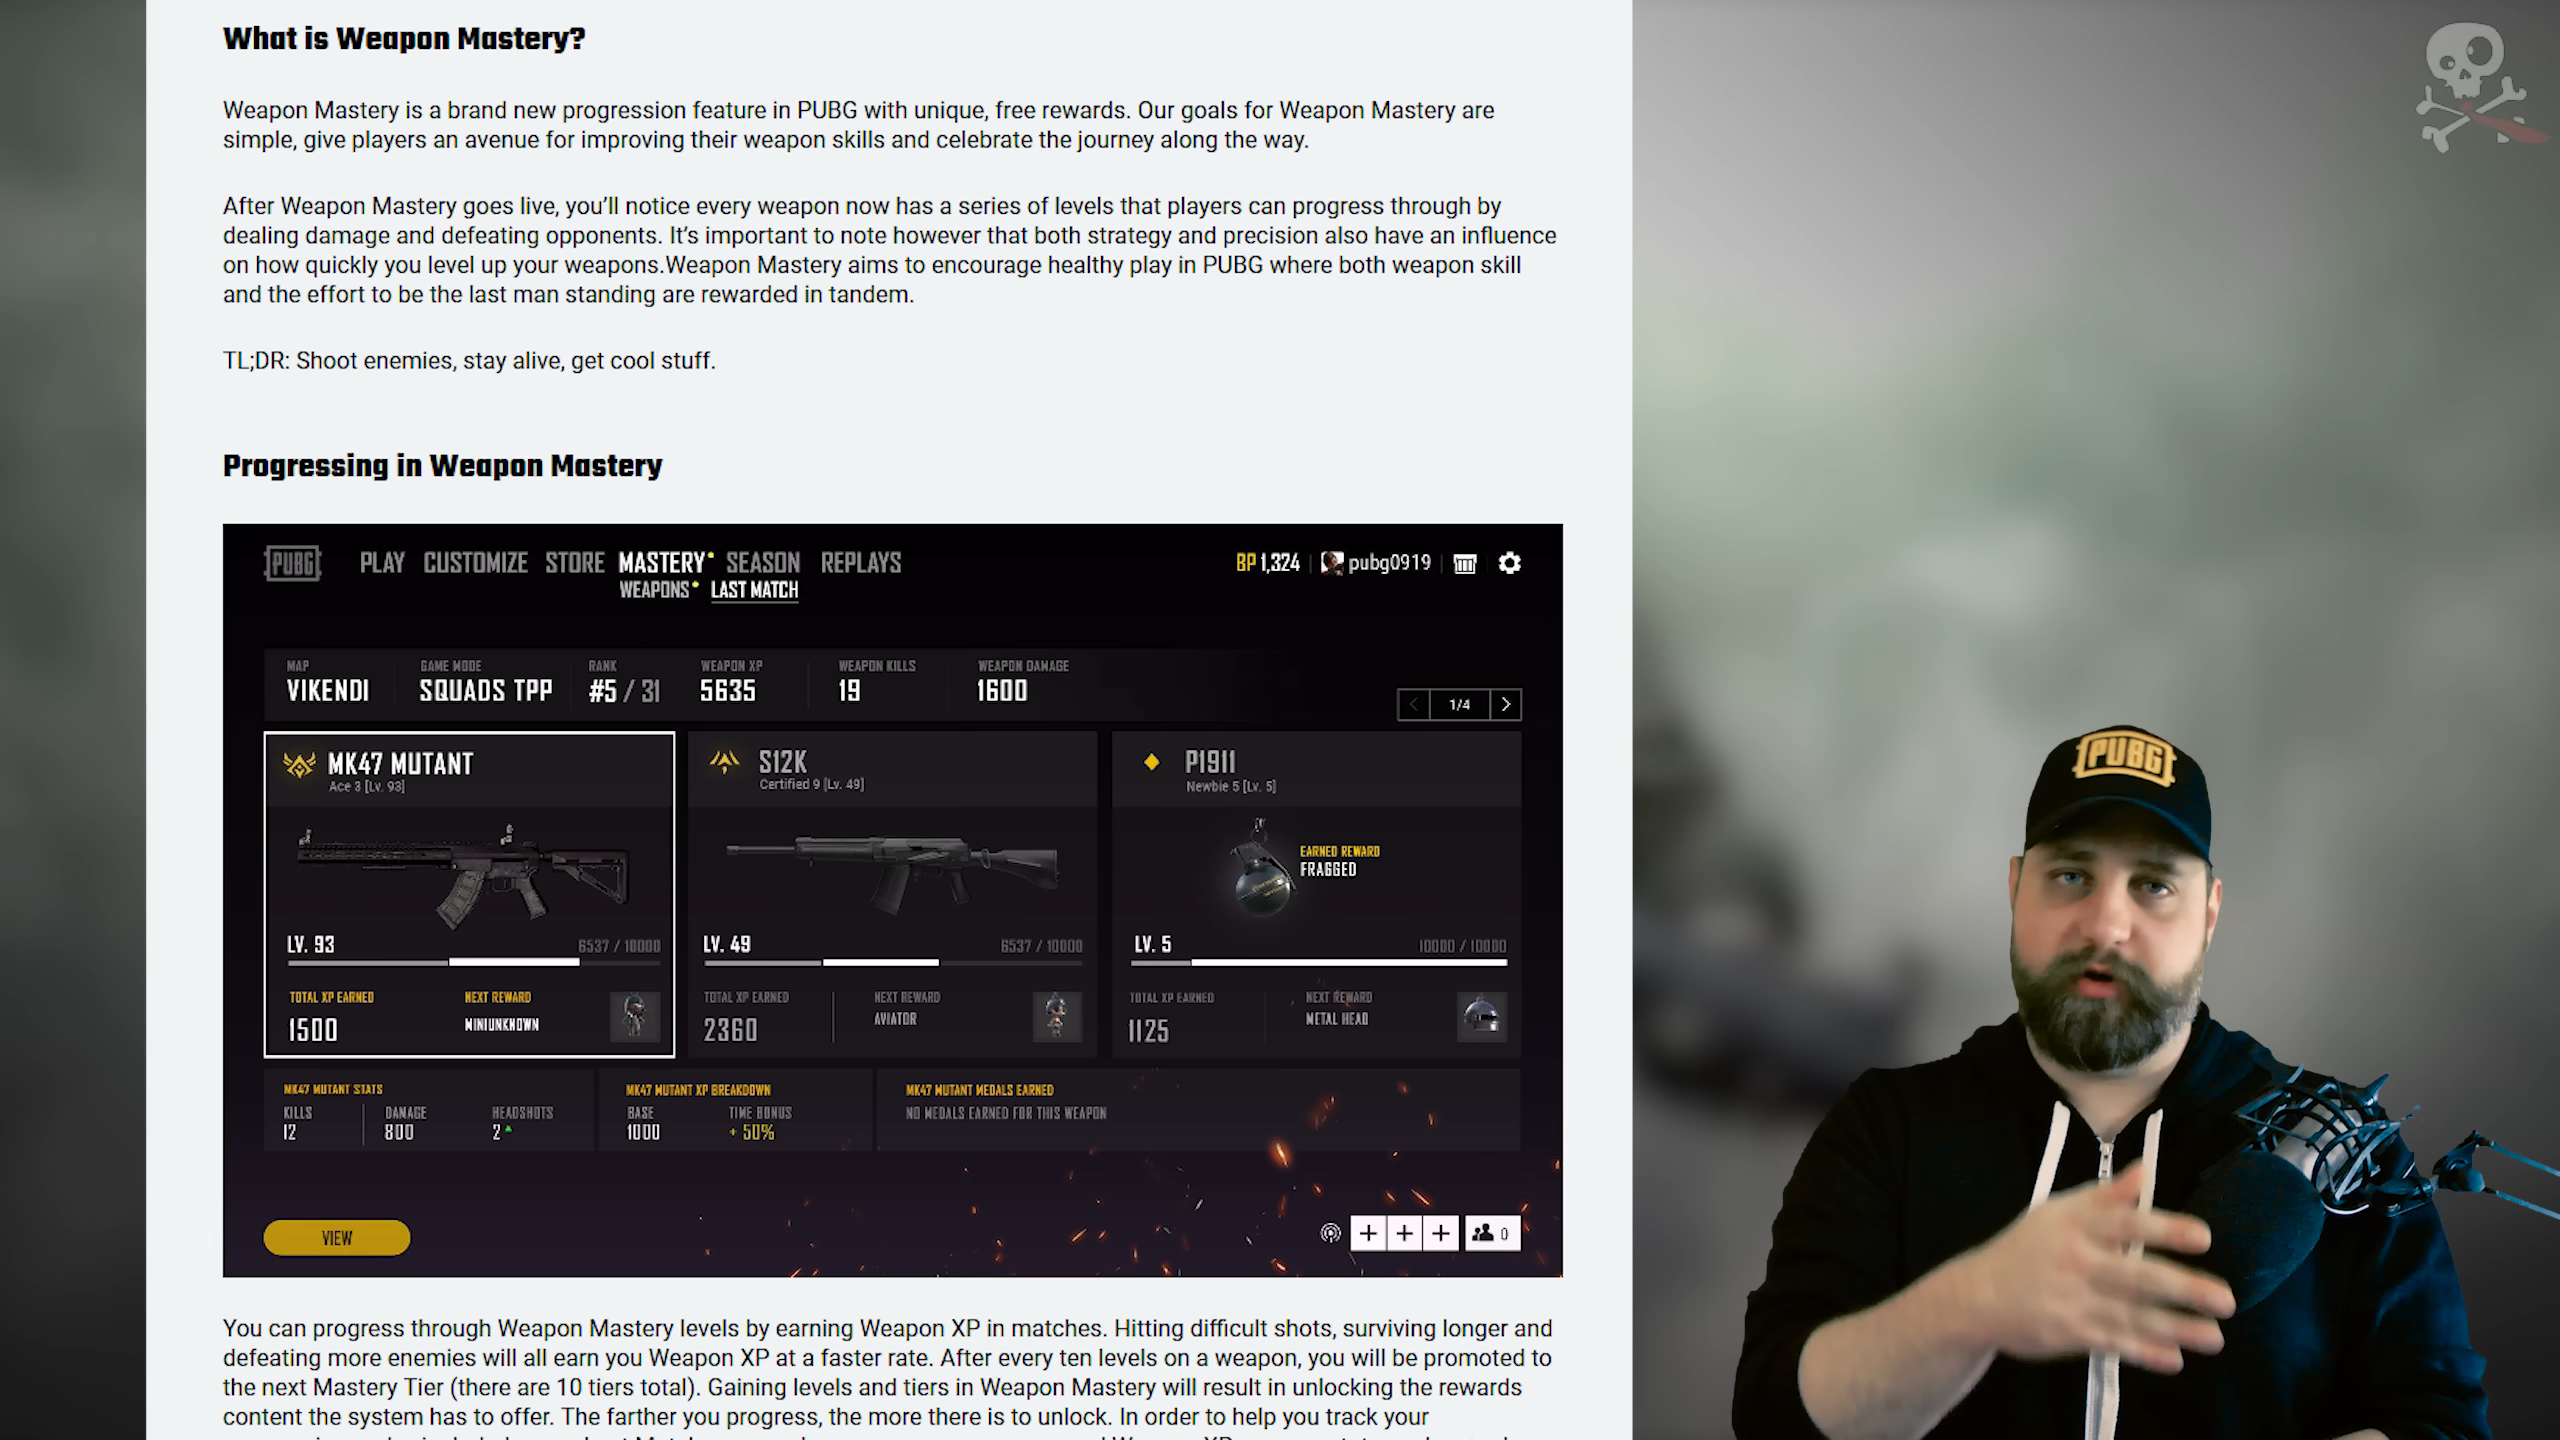 What is Weapon Mastery?
Weapon Mastery is a brand new progression feature in PUBG with unique, free rewards. Our goals for Weapon Mastery are
simple, give players an avenue for improving their weapon skills and celebrate the journey along the way.
After Weapon Mastery goes live, you’ll notice every weapon now has a series of levels that players can progress through by
dealing damage and defeating opponents. It’s important to note however that both strategy and precision also have an influence
on how quickly you level up your weapons.Weapon Mastery aims to encourage healthy play in PUBG where both weapon skill
and the effort to be the last man standing are rewarded in tandem.
TL;DR: Shoot enemies, stay alive, get cool stuff.
Progressing in Weapon Mastery
PUBG PLAY CUSTOMIZE STORE MASTERY SEASON REPLAYS BP 1,324 pubg0919
WEAPONS LAST MATCH
MAP GAME MODE RANK WEAPON XP WEAPON KILLS WEAPON DAMAGE
VIKENDI SQUADS TPP #5 / 31 5635 19 1600
< 1/4 >
MK47 MUTANT S12K P1911
Ace 3 [Lv. 93] Certified 9 [Lv. 49] Newbie 5 [Lv. 5]
EARNED REWARD
FRAGGED
LV. 93 6537 / 10000 LV. 49 6537 / 10000 LV. 5 10000 / 10000
TOTAL XP EARNED NEXT REWARD TOTAL XP EARNED NEXT REWARD TOTAL XP EARNED NEXT REWARD
1500 MINIUNKNOWN 2360 AVIATOR 1125 METAL HEAD
MK47 MUTANT STATS MK47 MUTANT XP BREAKDOWN MK47 MUTANT MEDALS EARNED
KILLS DAMAGE HEADSHOTS BASE TIME BONUS NO MEDALS EARNED FOR THIS WEAPON
12 800 2 1000 + 50%
VIEW + + + 0
You can progress through Weapon Mastery levels by earning Weapon XP in matches. Hitting difficult shots, surviving longer and
defeating more enemies will all earn you Weapon XP at a faster rate. After every ten levels on a weapon, you will be promoted to
the next Mastery Tier (there are 10 tiers total). Gaining levels and tiers in Weapon Mastery will result in unlocking the rewards
content the system has to offer. The farther you progress, the more there is to unlock. In order to help you track your
PUBG